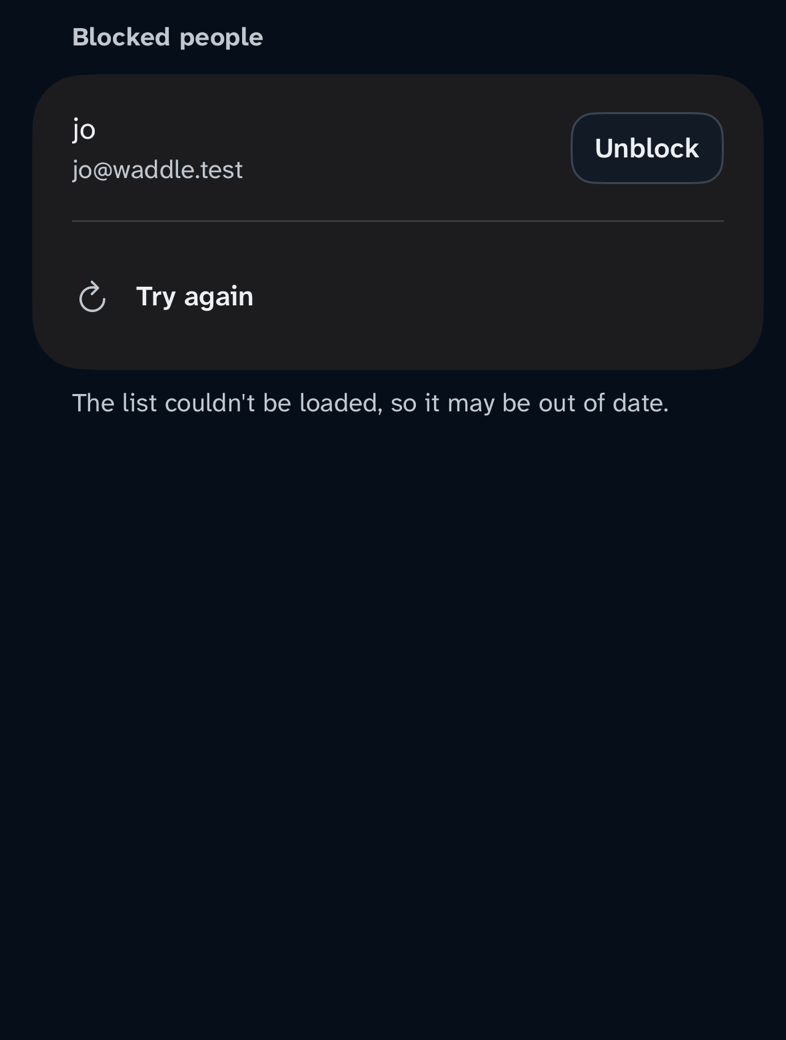 Blocked people
jo
jo@waddle.test
Unblock
Try again
The list couldn't be loaded, so it may be out of date.